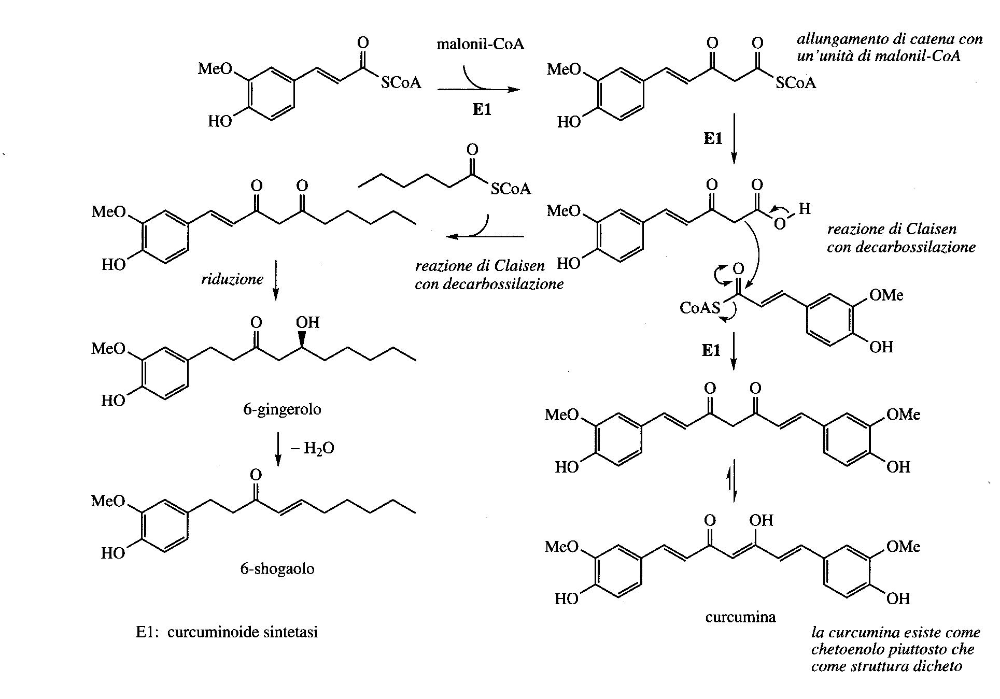 O
malonil-CoA
O O
allungamento di catena con
un'unità di malonil-CoA
MeO
SCoA
HO
E1
MeO
SCoA
HO
E1
O
SCoA
O O
MeO
HO
O O
MeO
O
H
HO
reazione di Claisen
con decarbossilazione
reazione di Claisen
con decarbossilazione
riduzione
O
CoAS
OMe
OH
E1
O OH
MeO
HO
6-gingerolo
– H₂O
O O
MeO
OMe
HO
OH
O
MeO
HO
6-shogaolo
O OH
MeO
OMe
HO
OH
curcumina
E1: curcuminoide sintetasi
la curcumina esiste come
chetoenolo piuttosto che
come struttura dicheto